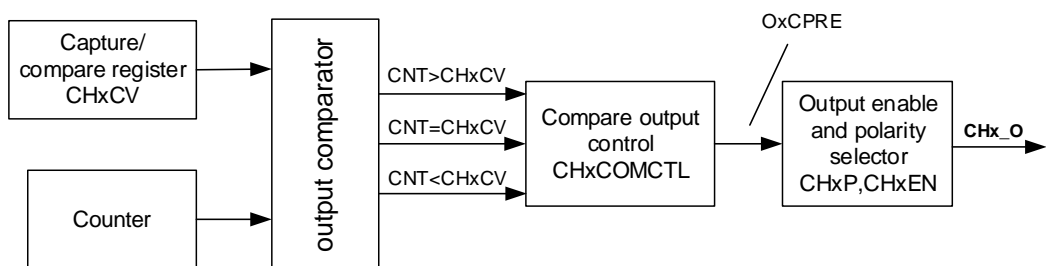 Capture/
compare register
CHxCV
Counter
output comparator
CNT>CHxCV
CNT=CHxCV
CNT<CHxCV
Compare output
control
CHxCOMCTL
OxCPRE
Output enable
and polarity
selector
CHxP,CHxEN
CHx_O